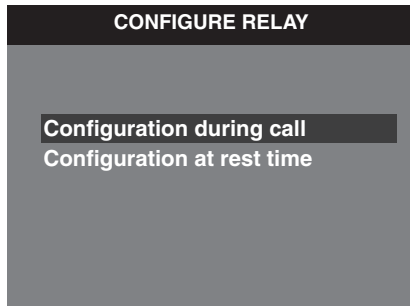 CONFIGURE RELAY
Configuration during call
Configuration at rest time